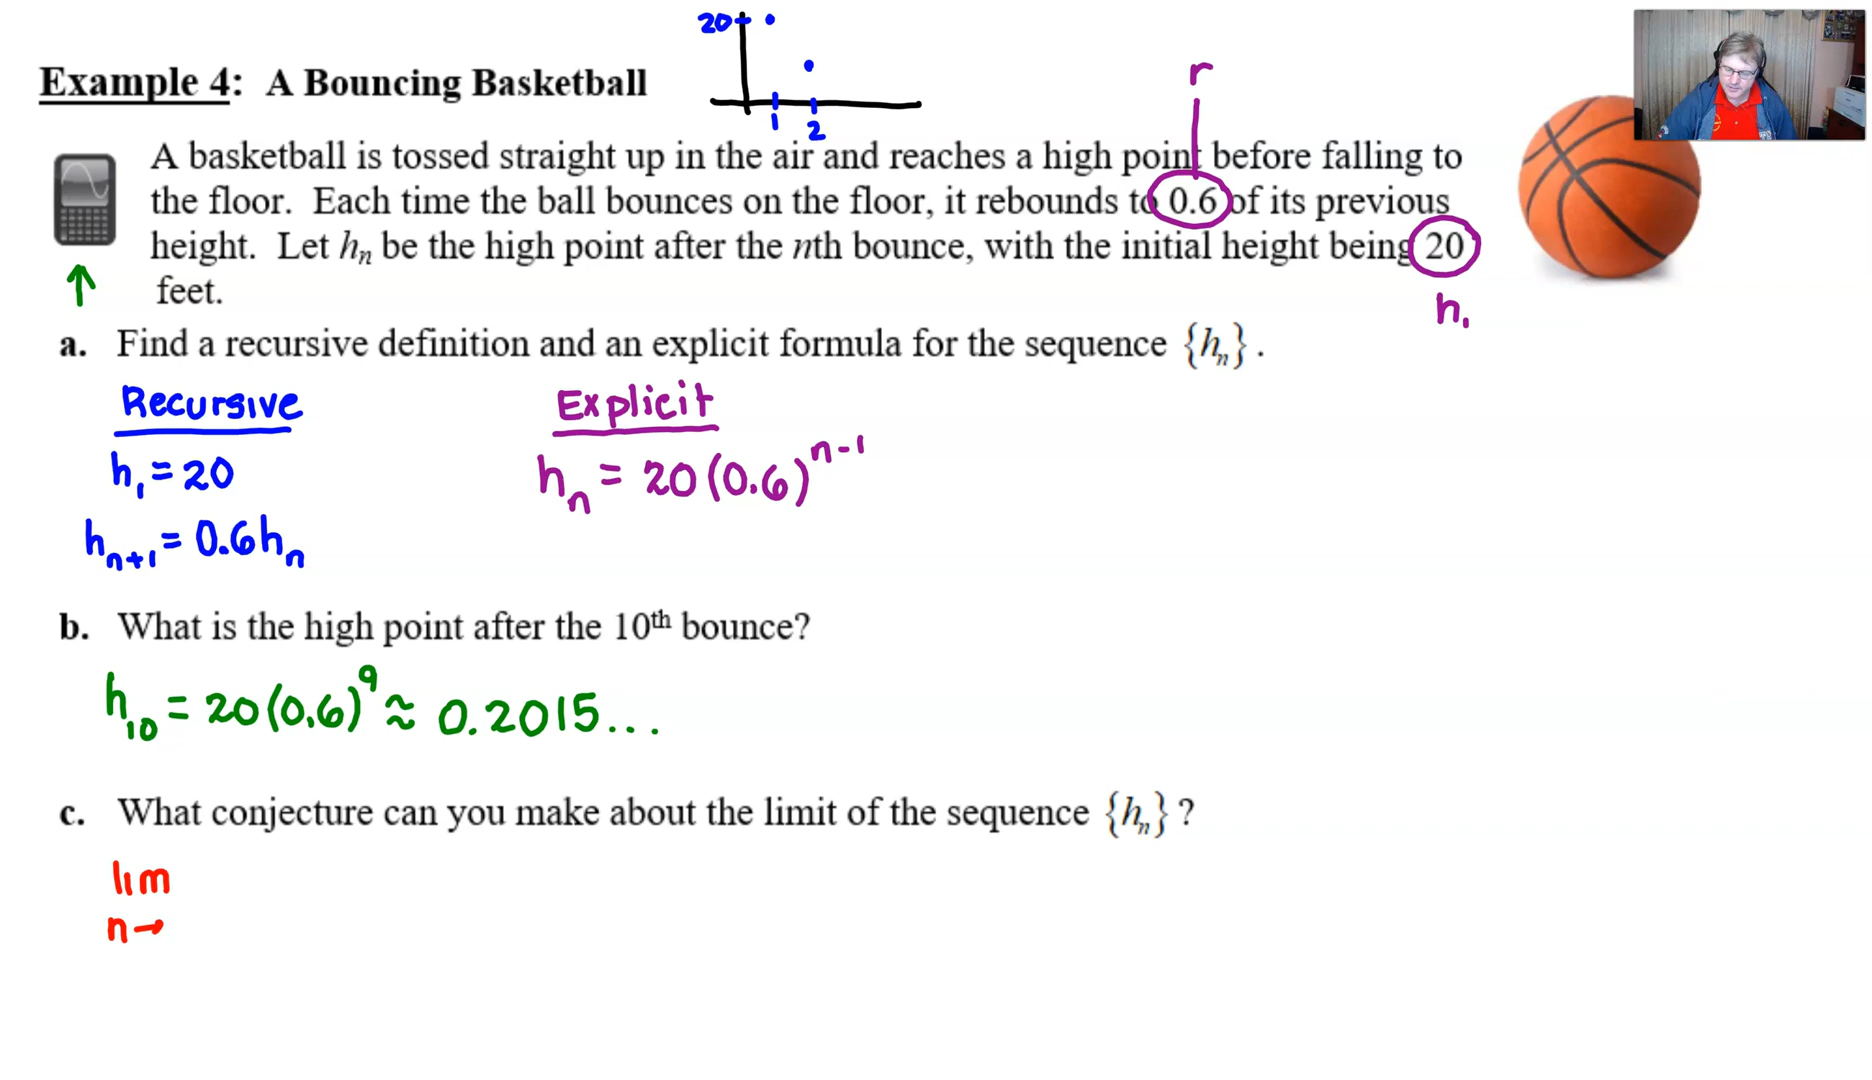 20
1 2
r
Example 4: A Bouncing Basketball
A basketball is tossed straight up in the air and reaches a high point before falling to
the floor. Each time the ball bounces on the floor, it rebounds to 0.6 of its previous
height. Let hₙ be the high point after the nth bounce, with the initial height being 20
feet.
h₁
a. Find a recursive definition and an explicit formula for the sequence {hₙ}.
Recursive
h₁ = 20
hₙ₊₁ = 0.6hₙ
Explicit
hₙ = 20(0.6)ⁿ⁻¹
b. What is the high point after the 10ᵗʰ bounce?
h₁₀ = 20(0.6)⁹ ≈ 0.2015...
c. What conjecture can you make about the limit of the sequence {hₙ}?
lim
n→